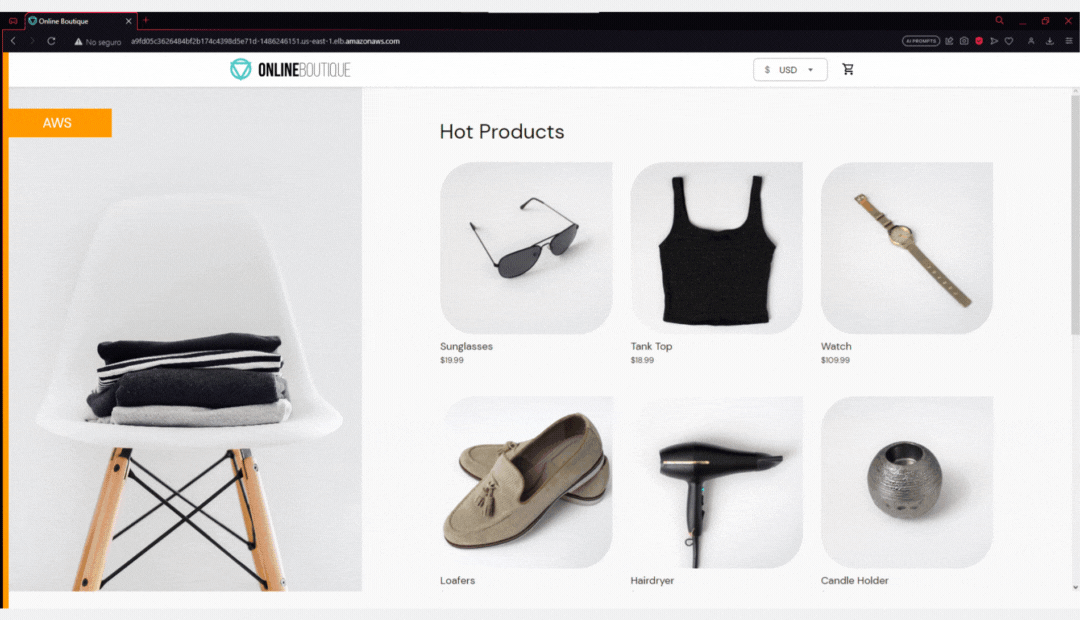 Online Boutique
No seguro
a9fd05c3626484bf2b174c4398d5e71d-1486246151.us-east-1.elb.amazonaws.com
AI PROMPTS
ONLINEBOUTIQUE
$ USD
AWS
Hot Products
Sunglasses
$19.99
Tank Top
$18.99
Watch
$109.99
Loafers
Hairdryer
Candle Holder